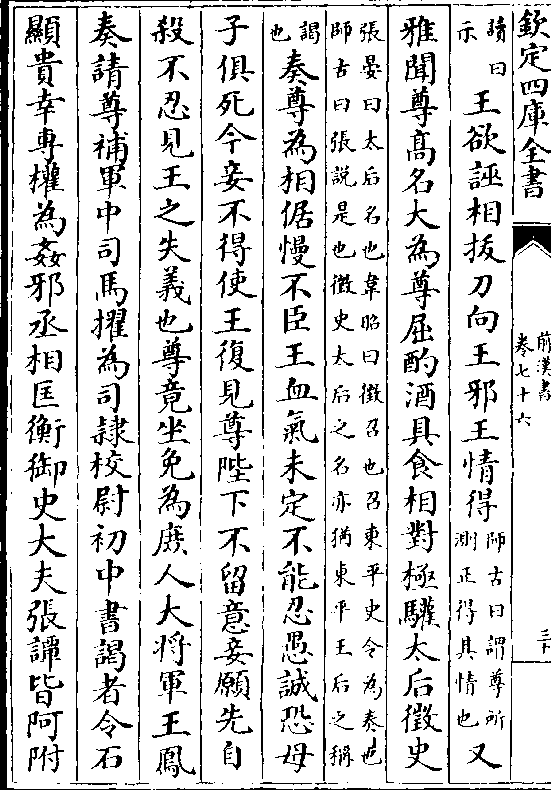 欽定四庫全書
前漢書
卷七十六
三十
讀曰
示
王欲誣相拔刀向王邪王情得
師古曰謂尊所
測正得其情也
又
雅聞尊髙名大為尊屈酌酒具食相對極驩太后徵史
張晏曰太后名也韋昭曰徵召也召東平史令為奏也
師古曰張說是也徵史太后之名亦猶東平王后之稱
謁
也
奏尊為相倨慢不臣王血氣未定不能忍愚誠恐母
子俱死今妾不得使王復見尊陛下不留意妾願先自
殺不忍見王之失義也尊竟坐免為庶人大將軍王鳳
奏請尊補軍中司馬擢為司隷校尉初中書謁者令石
顯貴幸専權為姦邪丞相匡衡御史大夫張譚皆阿附